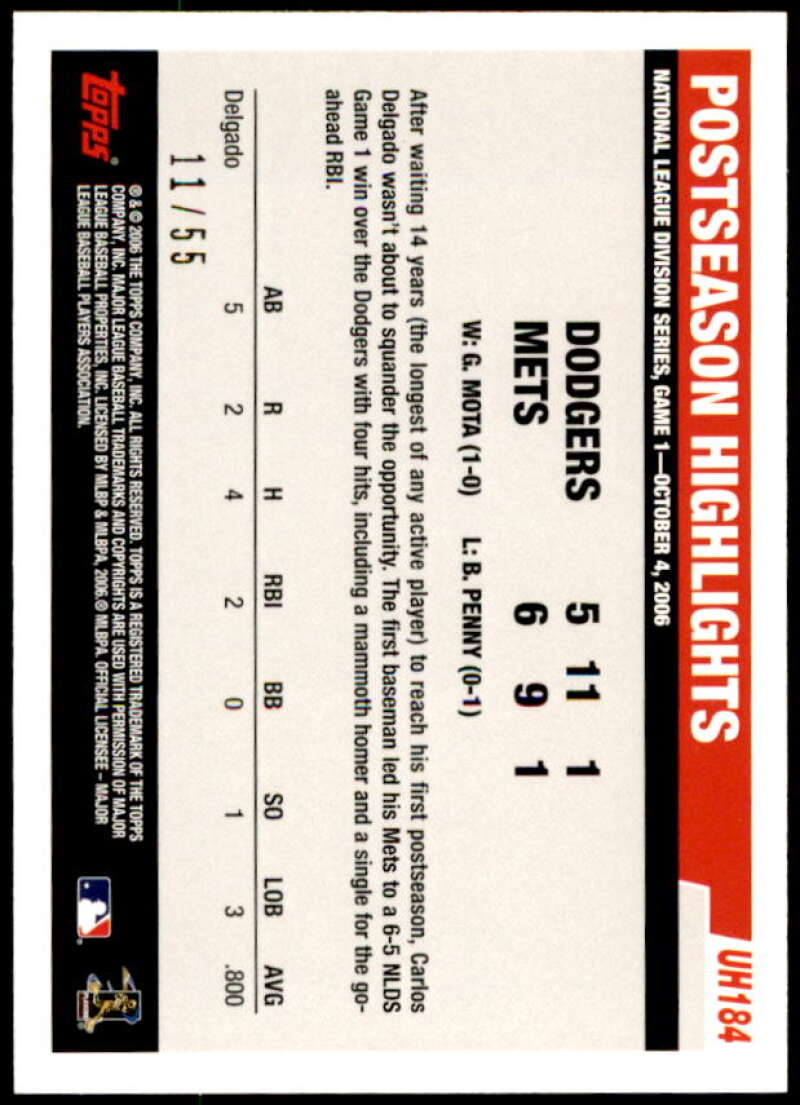 POSTSEASON HIGHLIGHTS UH184
NATIONAL LEAGUE DIVISION SERIES, GAME 1—OCTOBER 4, 2006
DODGERS 5 11 1
METS 6 9 1
W: G. MOTA (1-0) L: B. PENNY (0-1)
After waiting 14 years (the longest of any active player) to reach his first postseason, Carlos
Delgado wasn't about to squander the opportunity. The first baseman led his Mets to a 6-5 NLDS
Game 1 win over the Dodgers with four hits, including a mammoth homer and a single for the go-
ahead RBI.
AB R H RBI BB SO LOB AVG
Delgado 5 2 4 2 0 1 3 .800
11/55
topps®
® & © 2006 THE TOPPS COMPANY, INC. ALL RIGHTS RESERVED. TOPPS IS A REGISTERED TRADEMARK OF THE TOPPS
COMPANY, INC. MAJOR LEAGUE BASEBALL TRADEMARKS AND COPYRIGHTS ARE USED WITH PERMISSION OF MAJOR
LEAGUE BASEBALL PROPERTIES, INC. LICENSED BY MLBP & MLBPA, 2006.© MLBPA. OFFICIAL LICENSEE – MAJOR
LEAGUE BASEBALL PLAYERS ASSOCIATION.